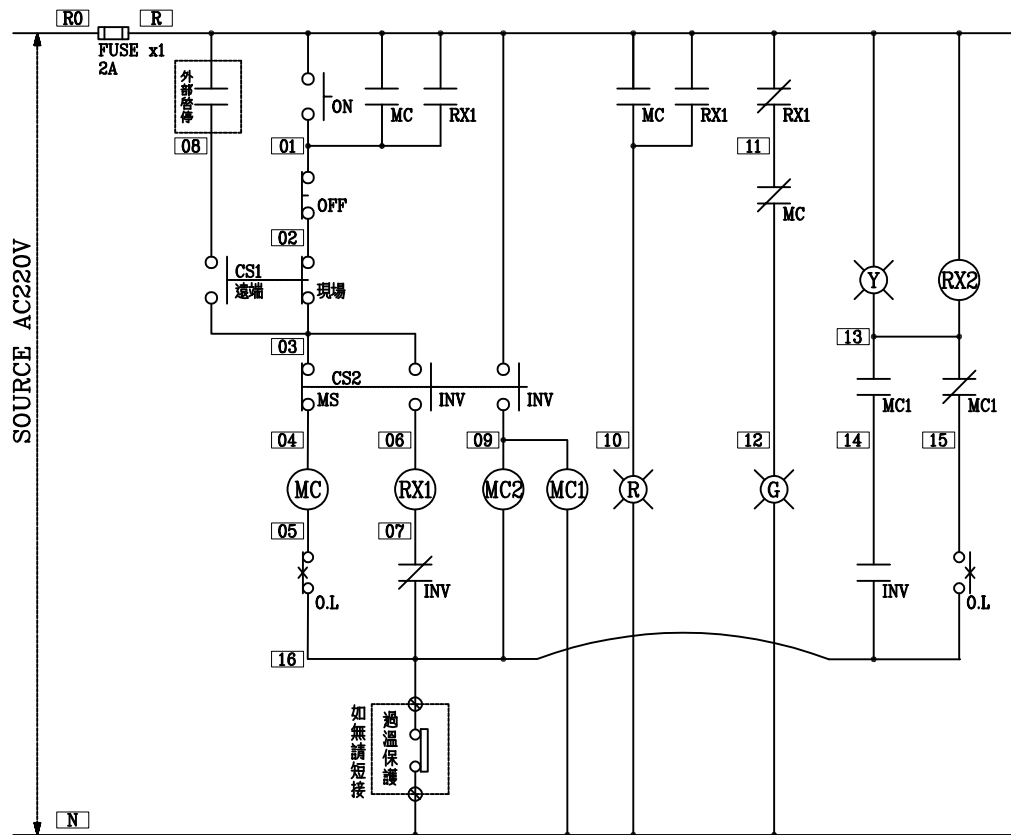 R0
R
FUSE x1
2A
外部啓停
ON
MC
RX1
MC
RX1
RX1
08
01
11
OFF
MC
02
CS1
遠端
現場
Y
RX2
SOURCE AC220V
03
13
CS2
MS
INV
INV
MC1
MC1
04
06
09
10
12
14
15
MC
RX1
MC2
MC1
R
G
05
07
O.L
INV
INV
O.L
16
如無請短接
過溫保護
N